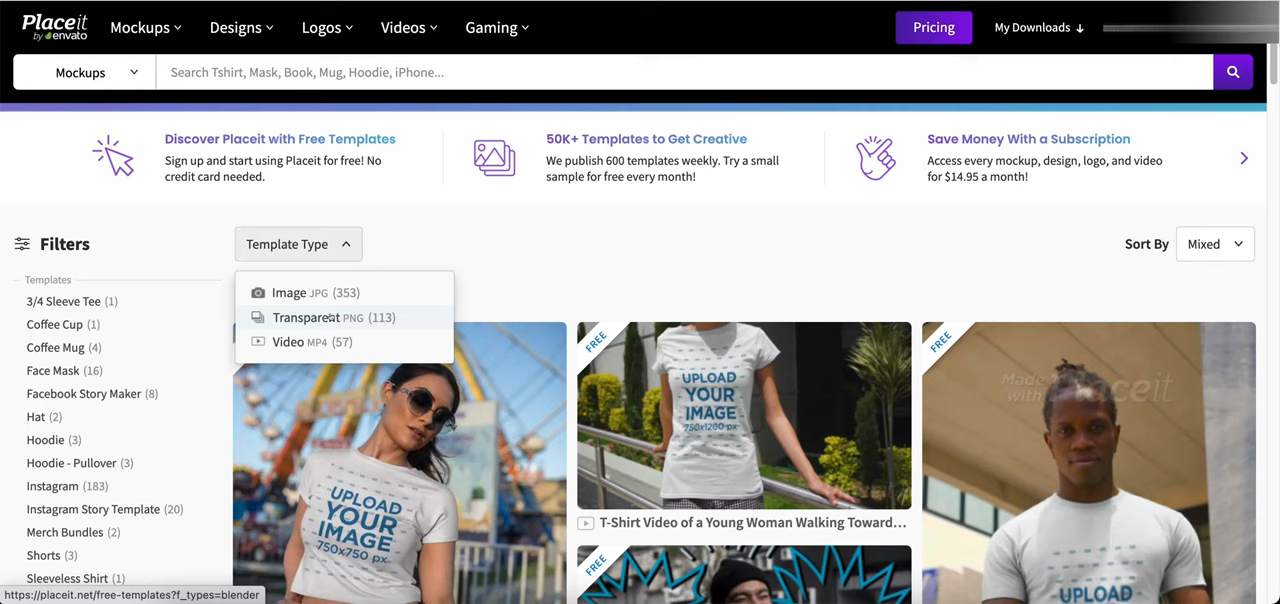 Placeit
by envato
Mockups
Designs
Logos
Videos
Gaming
Pricing
My Downloads
Mockups
Search Tshirt, Mask, Book, Mug, Hoodie, iPhone...
Discover Placeit with Free Templates
Sign up and start using Placeit for free! No
credit card needed.
50K+ Templates to Get Creative
We publish 600 templates weekly. Try a small
sample for free every month!
Save Money With a Subscription
Access every mockup, design, logo, and video
for $14.95 a month!
Filters
Template Type
Sort By
Mixed
Image JPG (353)
Transparent PNG (113)
Video MP4 (57)
Templates
3/4 Sleeve Tee (1)
Coffee Cup (1)
Coffee Mug (4)
Face Mask (16)
Facebook Story Maker (8)
Hat (2)
Hoodie (3)
Hoodie - Pullover (3)
Instagram (183)
Instagram Story Template (20)
Merch Bundles (2)
Shorts (3)
Sleeveless Shirt (1)
UPLOAD
YOUR
IMAGE
750x750 px
FREE
UPLOAD
YOUR
IMAGE
750x1200 px
T-Shirt Video of a Young Woman Walking Toward...
FREE
FREE
Made
with Placeit
UPLOAD
https://placeit.net/free-templates?f_types=blender